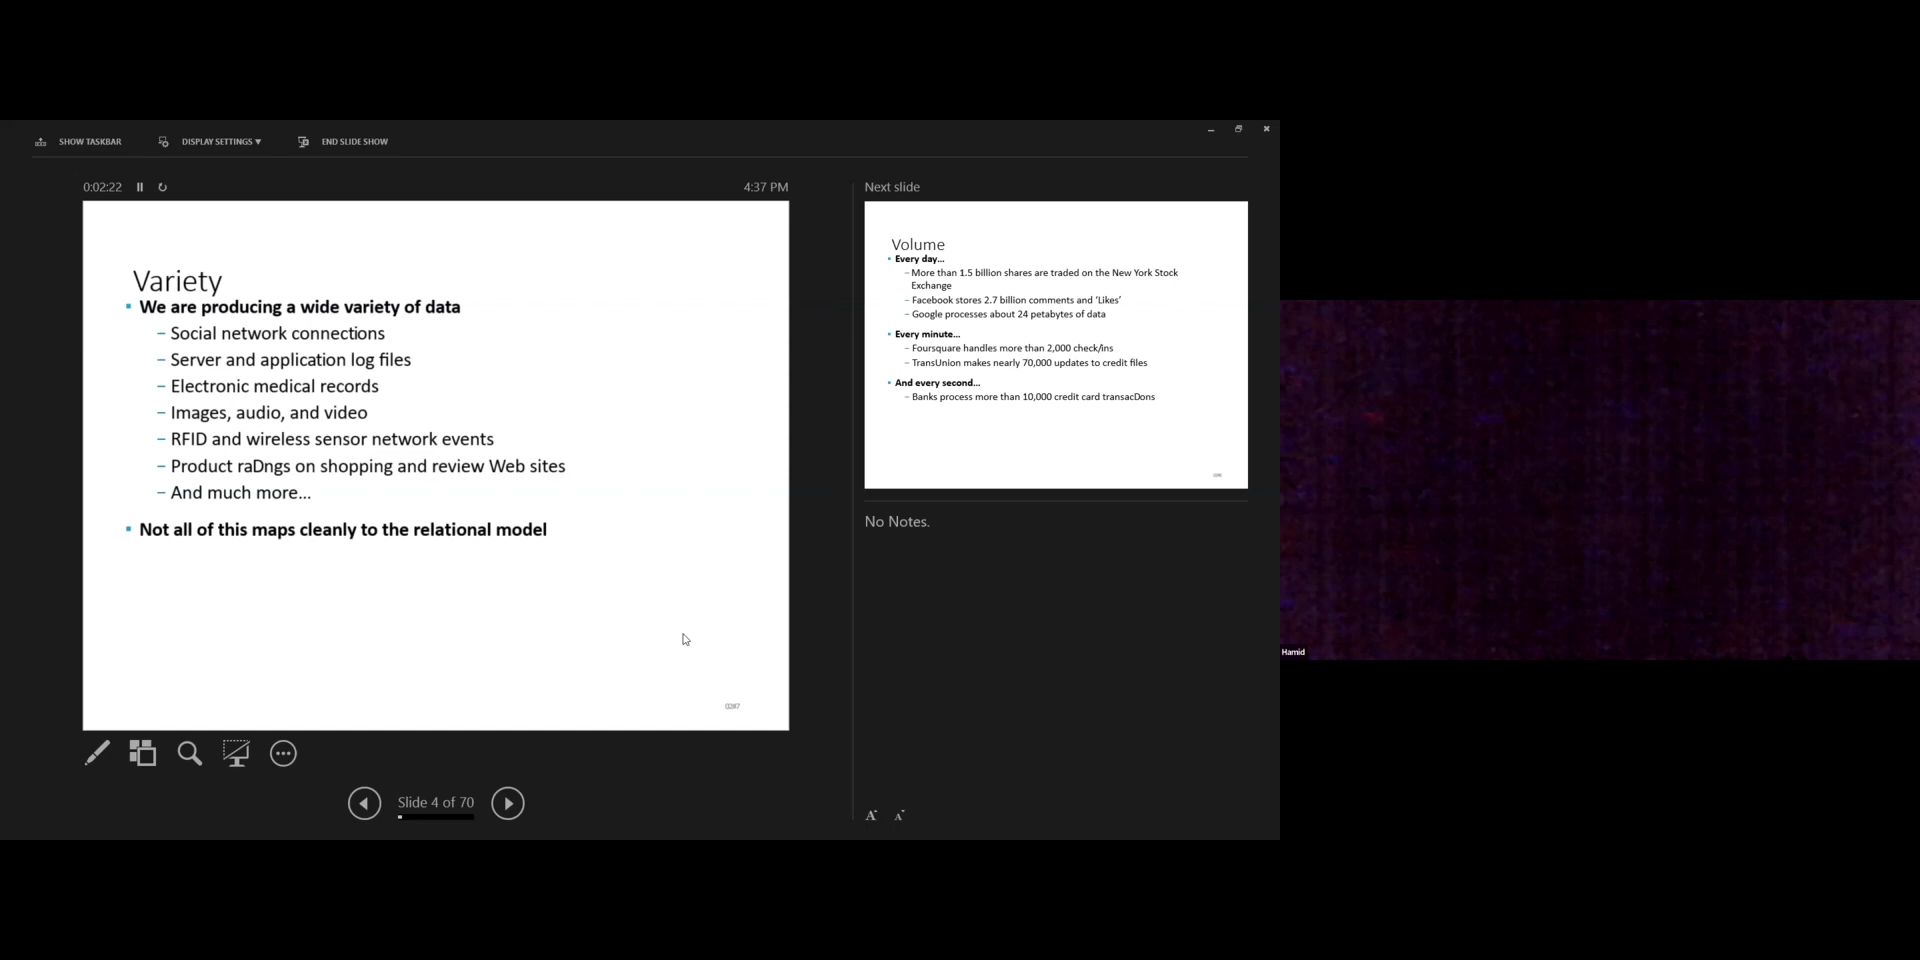 SHOW TASKBAR
DISPLAY SETTINGS ▼
END SLIDE SHOW
0:02:22
4:37 PM
Variety
▪ We are producing a wide variety of data
– Social network connections
– Server and application log files
– Electronic medical records
– Images, audio, and video
– RFID and wireless sensor network events
– Product raDngs on shopping and review Web sites
– And much more...
▪ Not all of this maps cleanly to the relational model
Slide 4 of 70
Next slide
Volume
▪ Every day...
– More than 1.5 billion shares are traded on the New York Stock
Exchange
– Facebook stores 2.7 billion comments and ‘Likes’
– Google processes about 24 petabytes of data
▪ Every minute...
– Foursquare handles more than 2,000 check/ins
– TransUnion makes nearly 70,000 updates to credit files
▪ And every second...
– Banks process more than 10,000 credit card transacDons
No Notes.
A A
Hamid